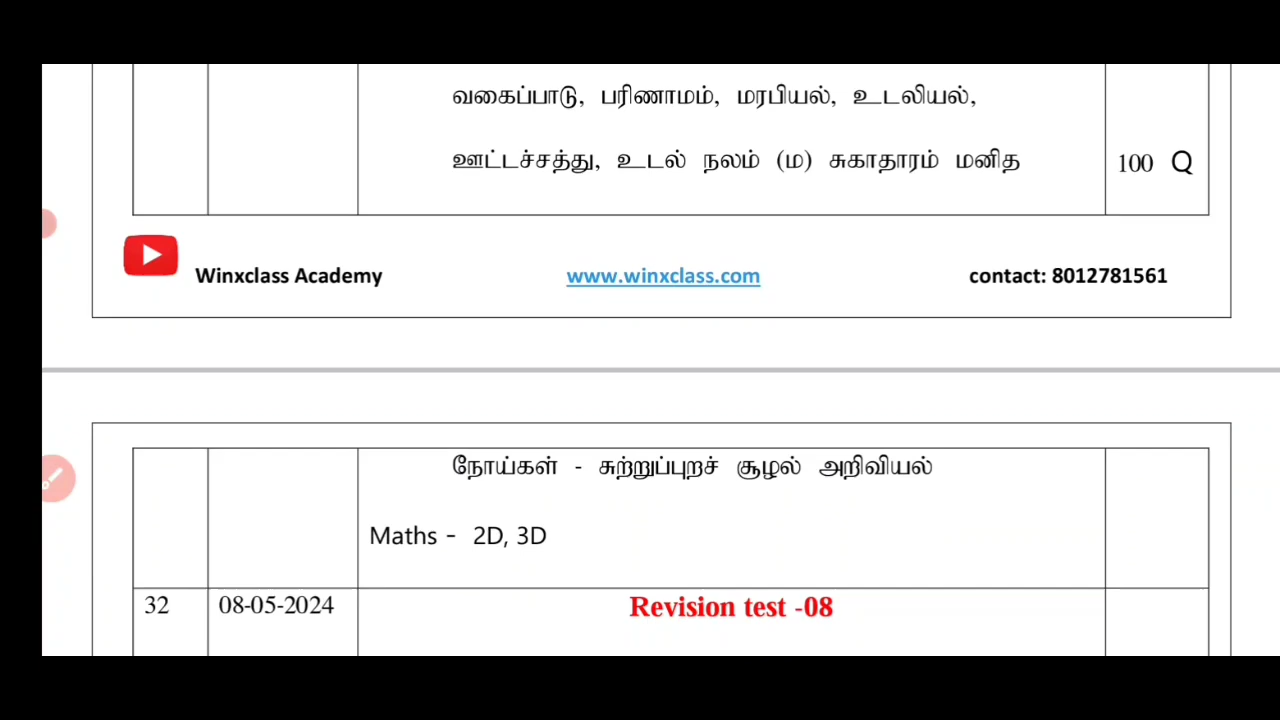 வகைப்பாடு, பரிணாமம், மரபியல், உடலியல்,
ஊட்டச்சத்து, உடல் நலம் (ம) சுகாதாரம் மனித
100 Q
Winxclass Academy www.winxclass.com contact: 8012781561
நோய்கள் - சுற்றுப்புறச் சூழல் அறிவியல்
Maths - 2D, 3D
32 08-05-2024 Revision test -08